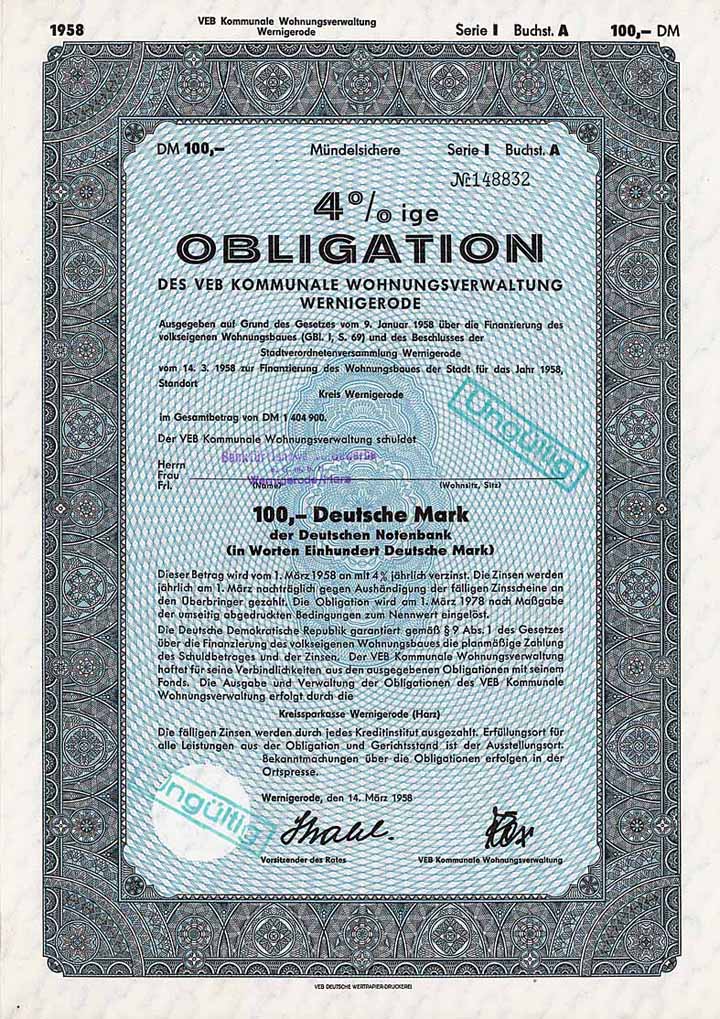 1958 VEB Kommunale Wohnungsverwaltung Serie I Buchst. A 100,– DM
Wernigerode
DM 100,– Mündelsichere Serie I Buchst. A
№ 148832
4% ige
OBLIGATION
DES VEB KOMMUNALE WOHNUNGSVERWALTUNG
WERNIGERODE
Ausgegeben auf Grund des Gesetzes vom 9. Januar 1958 über die Finanzierung des
volkseigenen Wohnungsbaues (GBl. I, S. 69) und des Beschlusses der
Stadtverordnetenversammlung Wernigerode
vom 14. 3. 1958 zur Finanzierung des Wohnungsbaues der Stadt für das Jahr 1958,
Standort
Kreis Wernigerode
im Gesamtbetrag von DM 1 404 900.
Ungültig
Der VEB Kommunale Wohnungsverwaltung schuldet
Herrn
Frau
Frl.
Wernigerode/Harz
(Name) (Wohnsitz, Sitz)
100,– Deutsche Mark
der Deutschen Notenbank
(in Worten Einhundert Deutsche Mark)
Dieser Betrag wird vom 1. März 1958 an mit 4% jährlich verzinst. Die Zinsen werden
jährlich am 1. März nachträglich gegen Aushändigung der fälligen Zinsscheine an
den Überbringer gezahlt. Die Obligation wird am 1. März 1978 nach Maßgabe
der umseitig abgedruckten Bedingungen zum Nennwert eingelöst.
Die Deutsche Demokratische Republik garantiert gemäß § 9 Abs. 1 des Gesetzes
über die Finanzierung des volkseigenen Wohnungsbaues die planmäßige Zahlung
des Schuldbetrages und der Zinsen. Der VEB Kommunale Wohnungsverwaltung
haftet für seine Verbindlichkeiten aus den ausgegebenen Obligationen mit seinem
Fonds. Die Ausgabe und Verwaltung der Obligationen des VEB Kommunale
Wohnungsverwaltung erfolgt durch die
Kreissparkasse Wernigerode (Harz)
Die fälligen Zinsen werden durch jedes Kreditinstitut ausgezahlt. Erfüllungsort für
alle Leistungen aus der Obligation und Gerichtsstand ist der Ausstellungsort.
Bekanntmachungen über die Obligationen erfolgen in der
Ortspresse.
Wernigerode, den 14. März 1958
ngültig
Vorsitzender des Rates VEB Kommunale Wohnungsverwaltung
VEB DEUTSCHE WERTPAPIER-DRUCKEREI